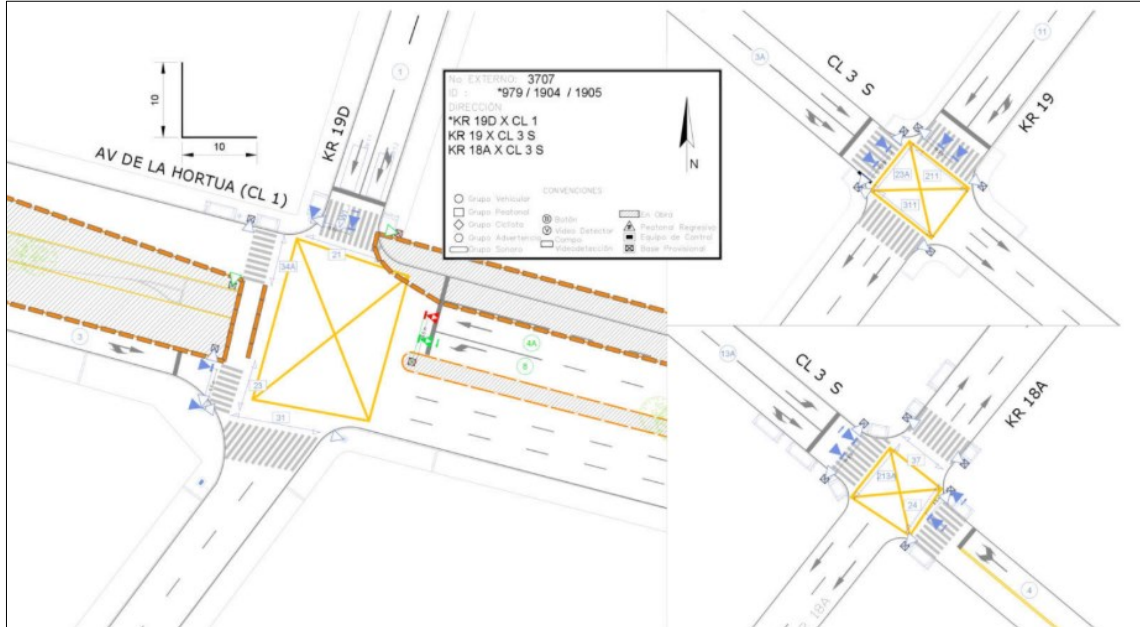 10
10
AV DE LA HORTUA (CL 1)
KR 19D
1
No EXTERNO: 3707
ID : *979 / 1904 / 1905
DIRECCIÓN
*KR 19D X CL 1
KR 19 X CL 3 S
KR 18A X CL 3 S
N
CONVENCIONES
Grupo Vehicular
Grupo Peatonal
Grupo Ciclista
Grupo Advertencia
Grupo Sonoro
Botón
Video Detector
Campo
Videodetección
En Obra
Peatonal Regresivo
Equipo de Control
Base Provisional
21
34A
3
23
31
4A
8
3A
CL 3 S
11
KR 19
23A
211
311
13A
CL 3 S
KR 18A
37
213A
24
4